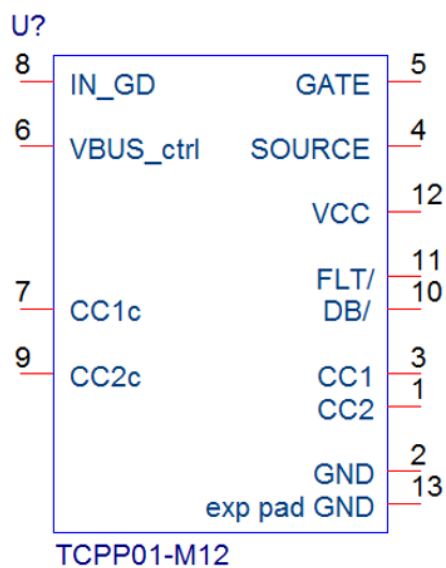 U?
8 IN_GD GATE 5
6 VBUS_ctrl SOURCE 4
VCC 12
FLT/ 11
7 CC1c DB/ 10
9 CC2c CC1 3
CC2 1
GND 2
exp pad GND 13
TCPP01-M12